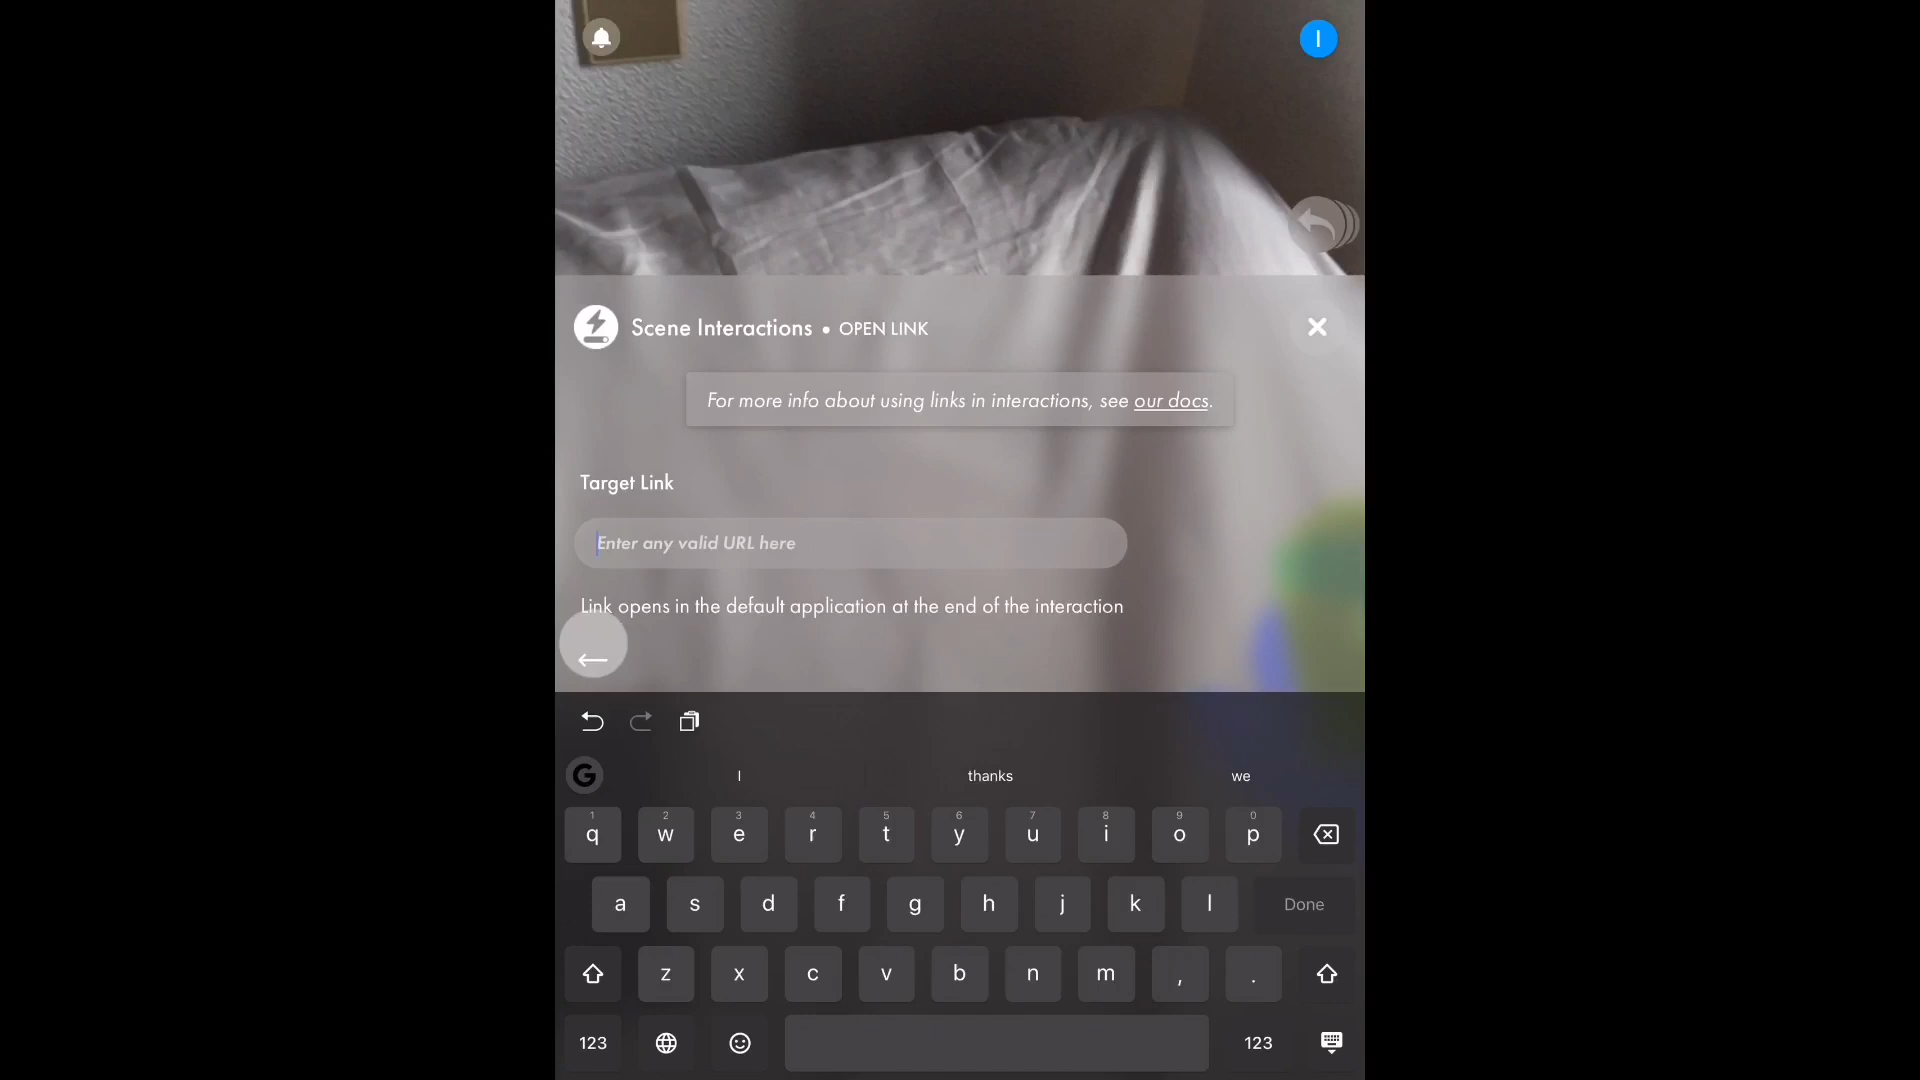 I
Scene Interactions • OPEN LINK
For more info about using links in interactions, see our docs.
Target Link
Enter any valid URL here
Link opens in the default application at the end of the interaction
G
I thanks we
1 2 3 4 5 6 7 8 9 0
q w e r t y u i o p
a s d f g h j k l Done
z x c v b n m , .
123 123